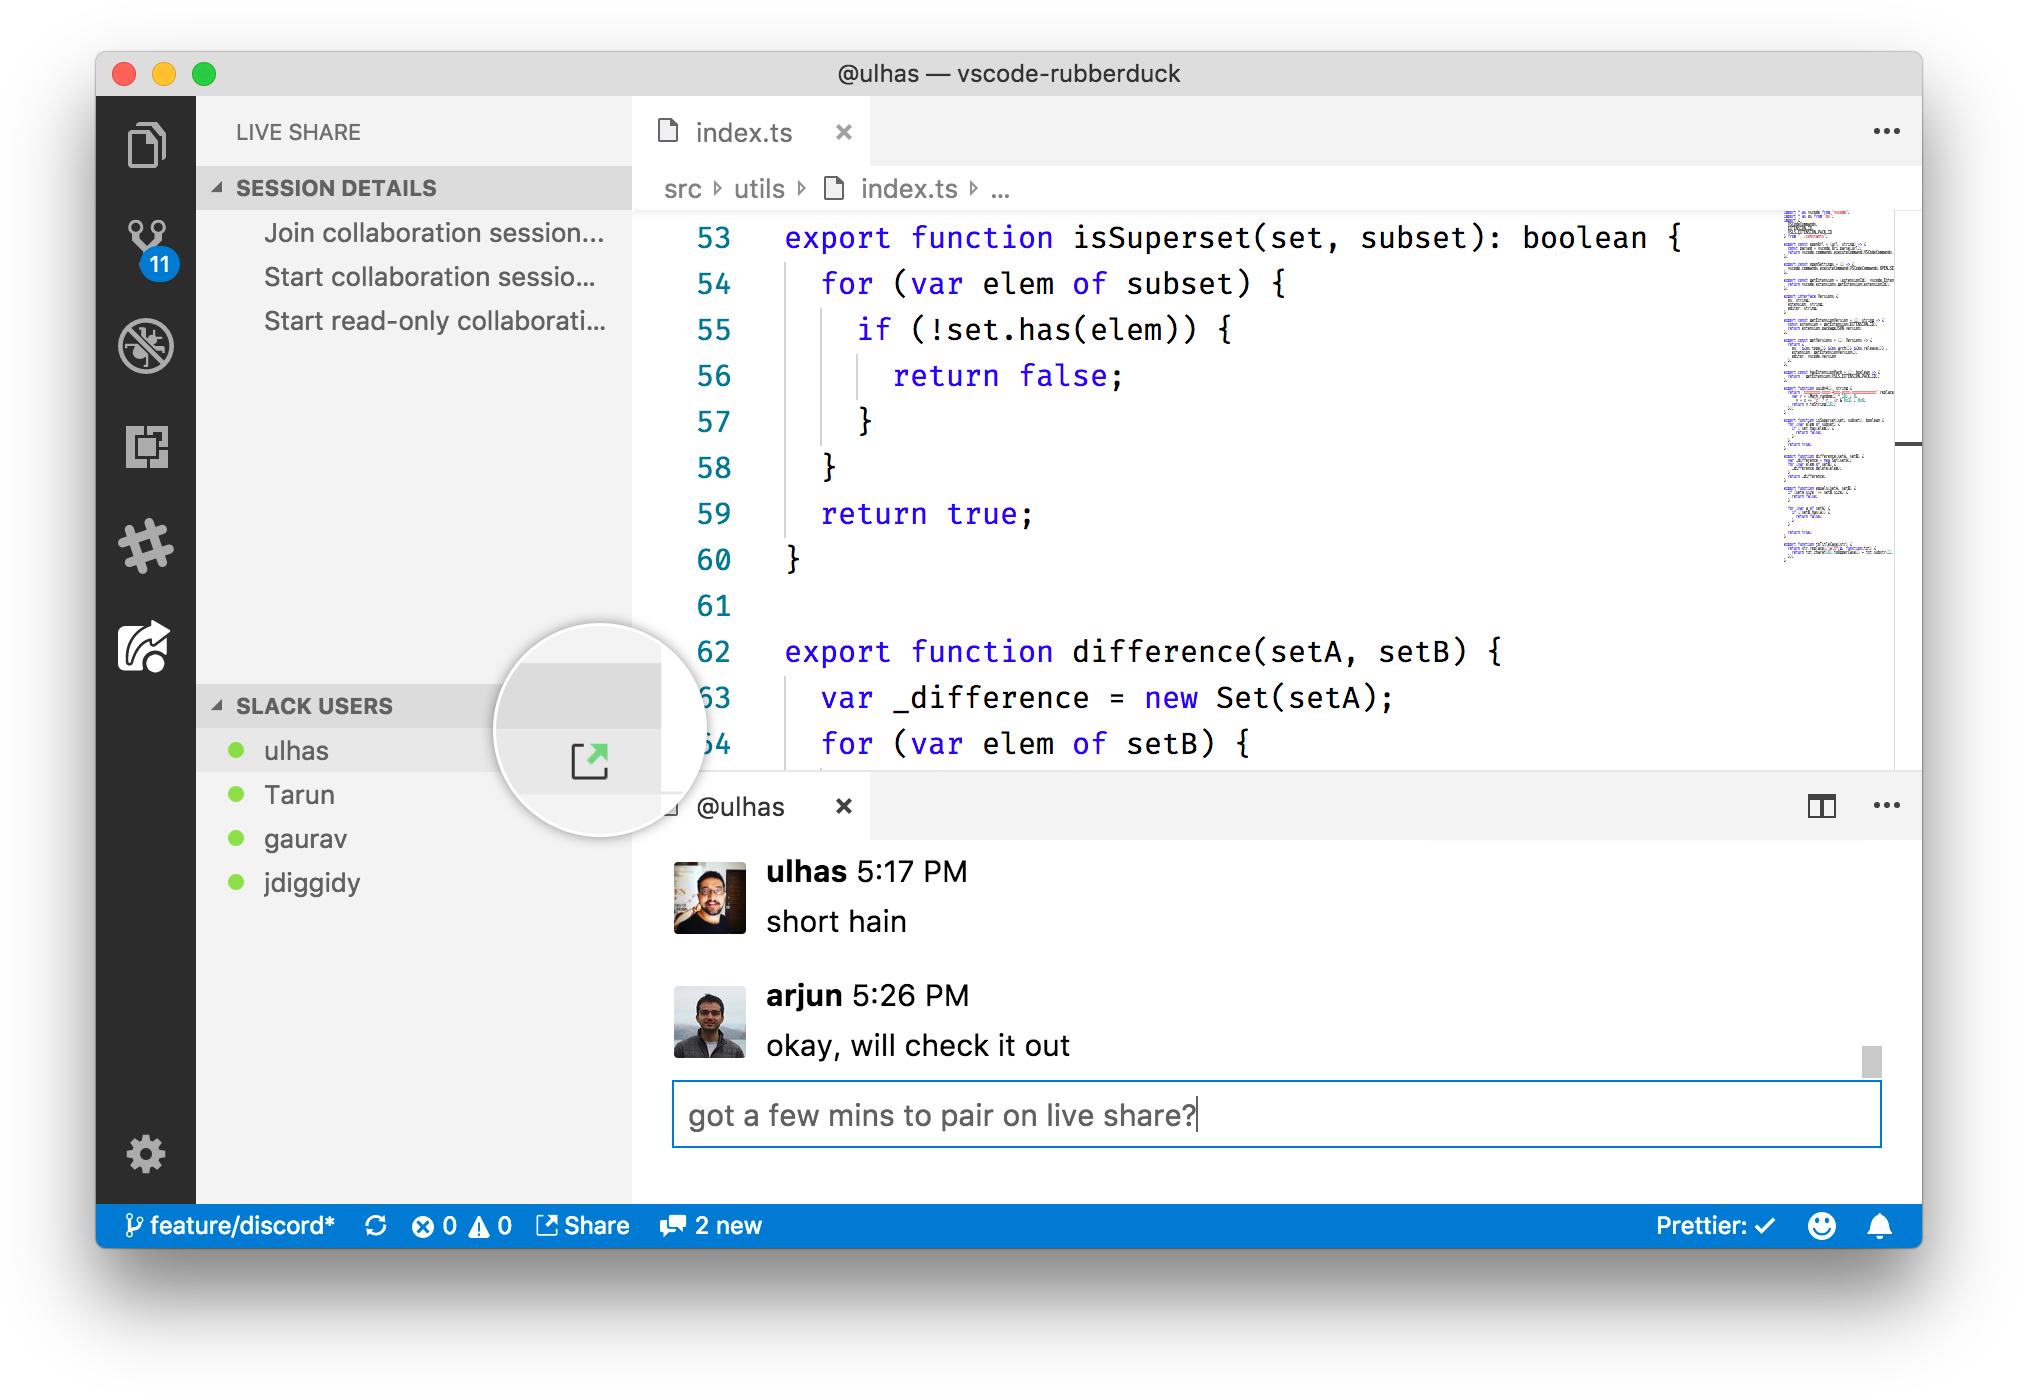 @ulhas — vscode-rubberduck
LIVE SHARE
SESSION DETAILS
Join collaboration session...
Start collaboration sessio...
Start read-only collaborati...
11
SLACK USERS
ulhas
Tarun
gaurav
jdiggidy
index.ts
src utils index.ts ...
53 export function isSuperset(set, subset): boolean {
54 for (var elem of subset) {
55 if (!set.has(elem)) {
56 return false;
57 }
58 }
59 return true;
60 }
61
62 export function difference(setA, setB) {
63 var _difference = new Set(setA);
64 for (var elem of setB) {
@ulhas
ulhas 5:17 PM
short hain
arjun 5:26 PM
okay, will check it out
got a few mins to pair on live share?
feature/discord* 0 0 Share 2 new Prettier: ✓